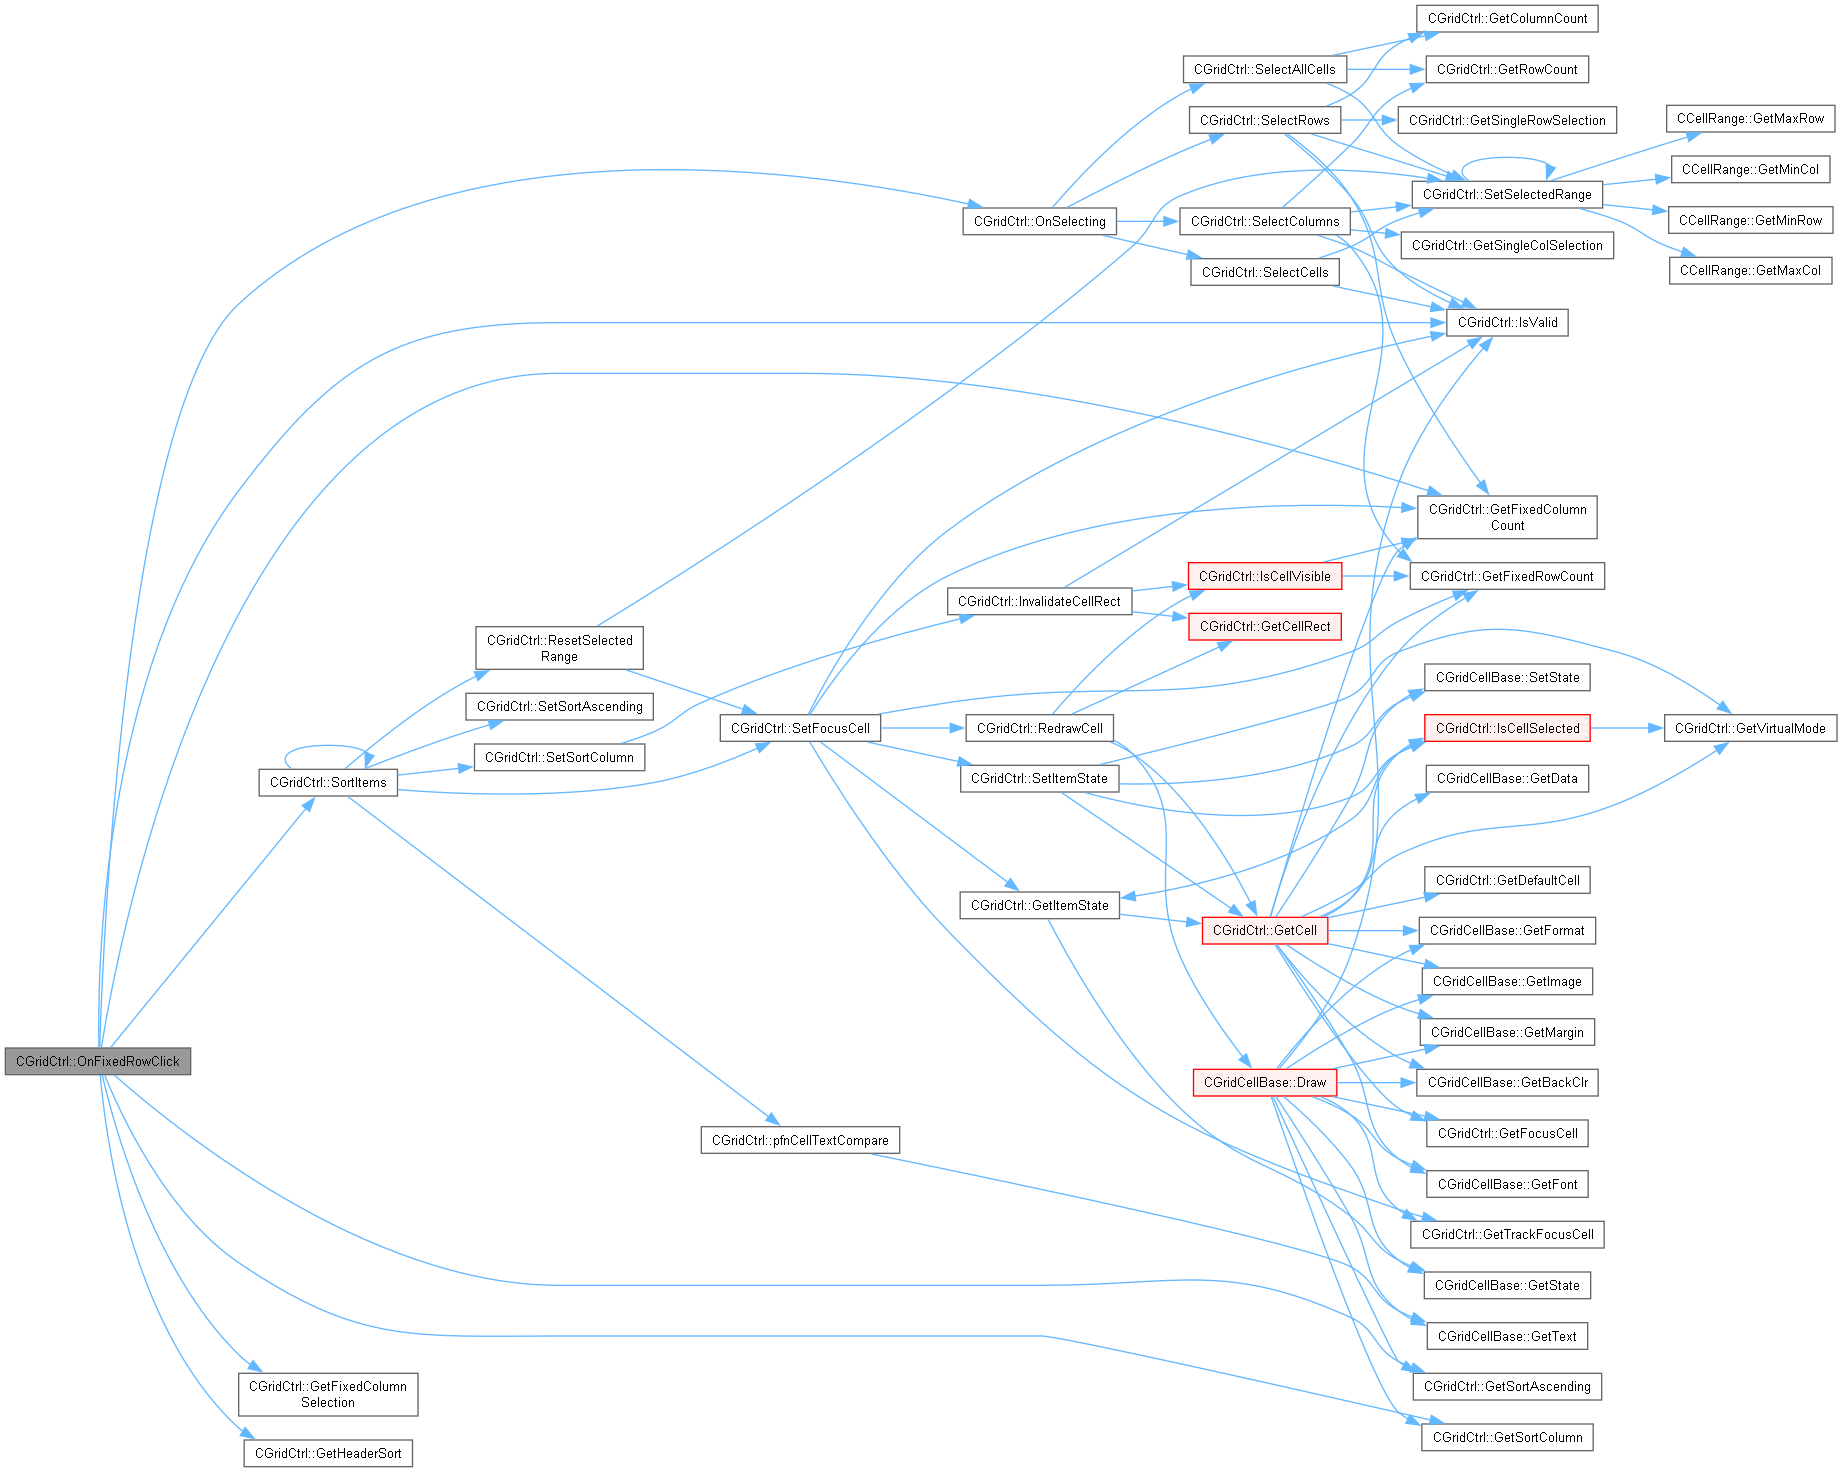 CGridCtrl::GetColumnCount
CGridCtrl::SelectAllCells
CGridCtrl::GetRowCount
CGridCtrl::SelectRows
CGridCtrl::GetSingleRowSelection
CCellRange::GetMaxRow
CCellRange::GetMinCol
CGridCtrl::SetSelectedRange
CGridCtrl::OnSelecting
CGridCtrl::SelectColumns
CCellRange::GetMinRow
CGridCtrl::GetSingleColSelection
CGridCtrl::SelectCells
CCellRange::GetMaxCol
CGridCtrl::IsValid
CGridCtrl::GetFixedColumn
Count
CGridCtrl::IsCellVisible
CGridCtrl::GetFixedRowCount
CGridCtrl::InvalidateCellRect
CGridCtrl::GetCellRect
CGridCtrl::ResetSelected
Range
CGridCellBase::SetState
CGridCtrl::SetSortAscending
CGridCtrl::SetFocusCell
CGridCtrl::RedrawCell
CGridCtrl::IsCellSelected
CGridCtrl::GetVirtualMode
CGridCtrl::SetSortColumn
CGridCtrl::SortItems
CGridCtrl::SetItemState
CGridCellBase::GetData
CGridCtrl::GetDefaultCell
CGridCtrl::GetItemState
CGridCtrl::GetCell
CGridCellBase::GetFormat
CGridCellBase::GetImage
CGridCellBase::GetMargin
CGridCtrl::OnFixedRowClick
CGridCellBase::Draw
CGridCellBase::GetBackClr
CGridCtrl::pfnCellTextCompare
CGridCtrl::GetFocusCell
CGridCellBase::GetFont
CGridCtrl::GetTrackFocusCell
CGridCellBase::GetState
CGridCellBase::GetText
CGridCtrl::GetFixedColumn
Selection
CGridCtrl::GetSortAscending
CGridCtrl::GetSortColumn
CGridCtrl::GetHeaderSort